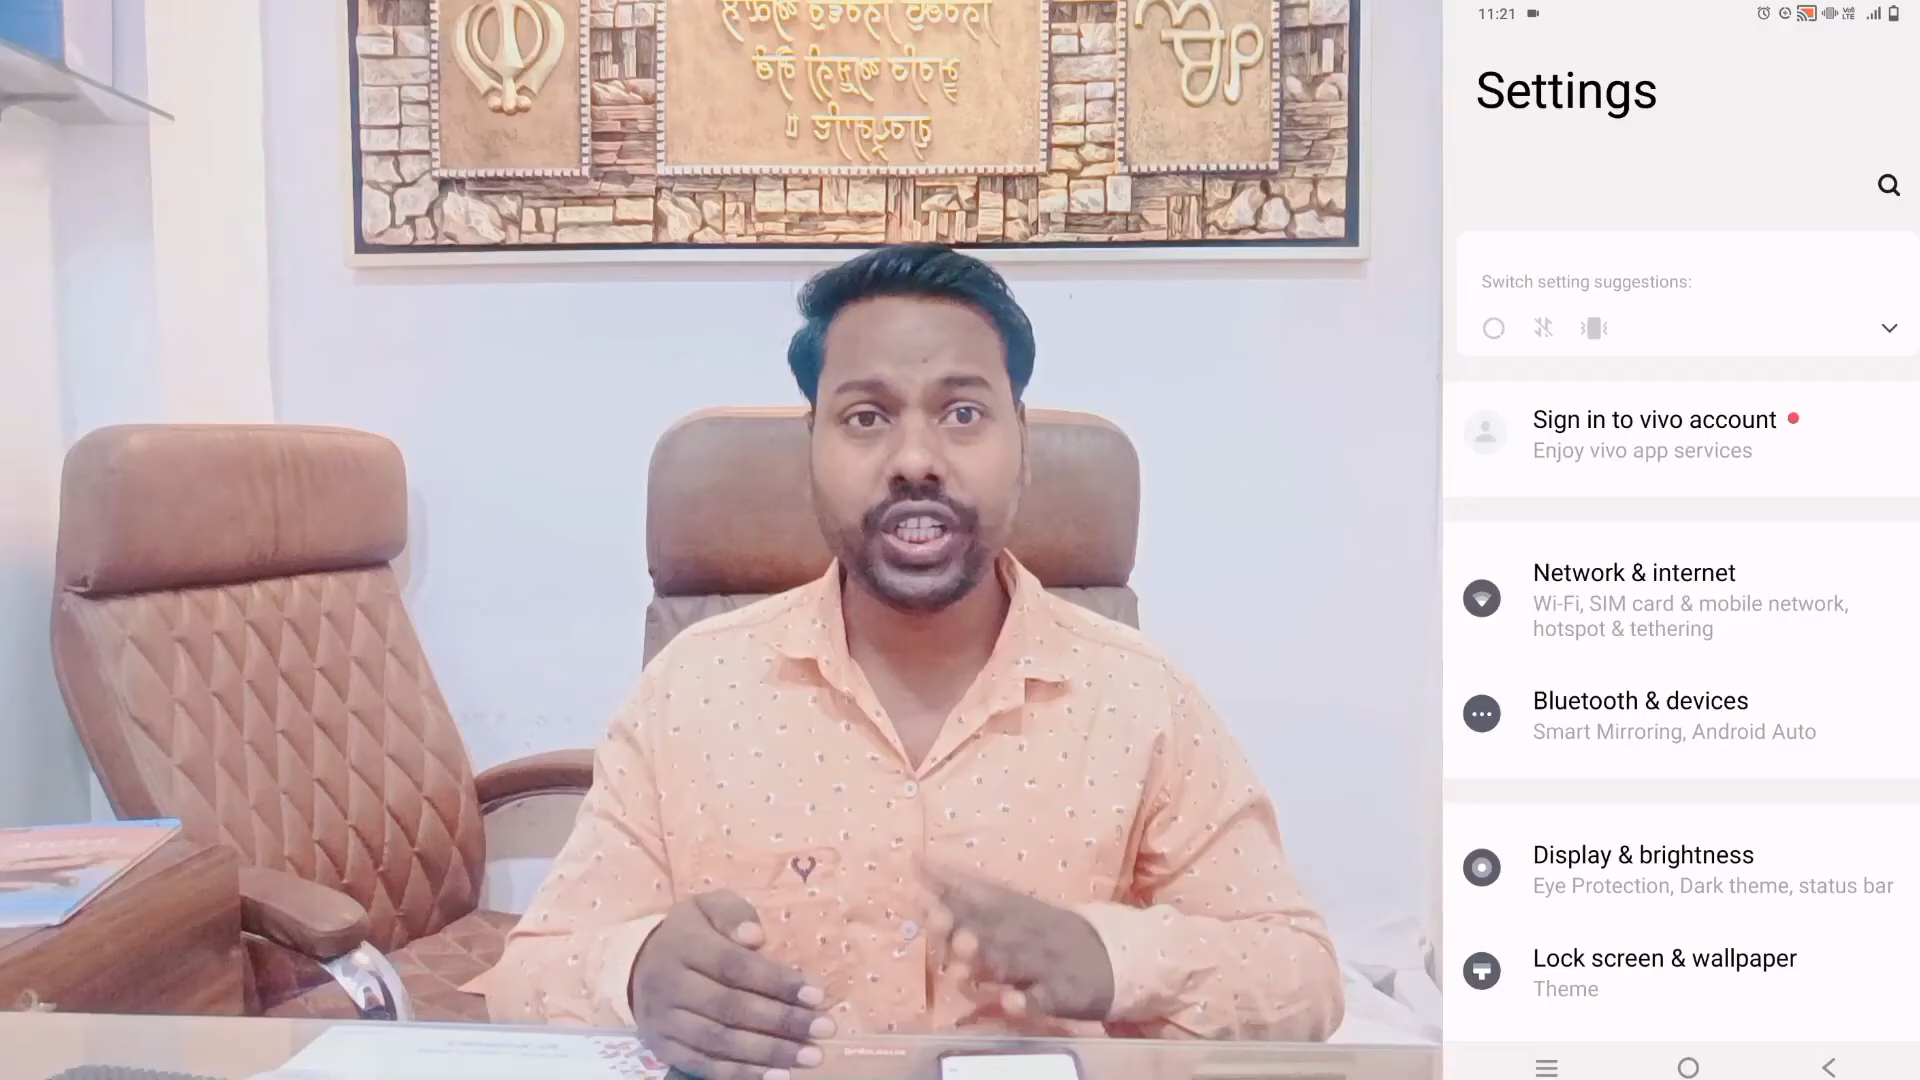 11:21
Settings
Switch setting suggestions:
Sign in to vivo account
Enjoy vivo app services
Network & internet
Wi-Fi, SIM card & mobile network,
hotspot & tethering
Bluetooth & devices
Smart Mirroring, Android Auto
Display & brightness
Eye Protection, Dark theme, status bar
Lock screen & wallpaper
Theme